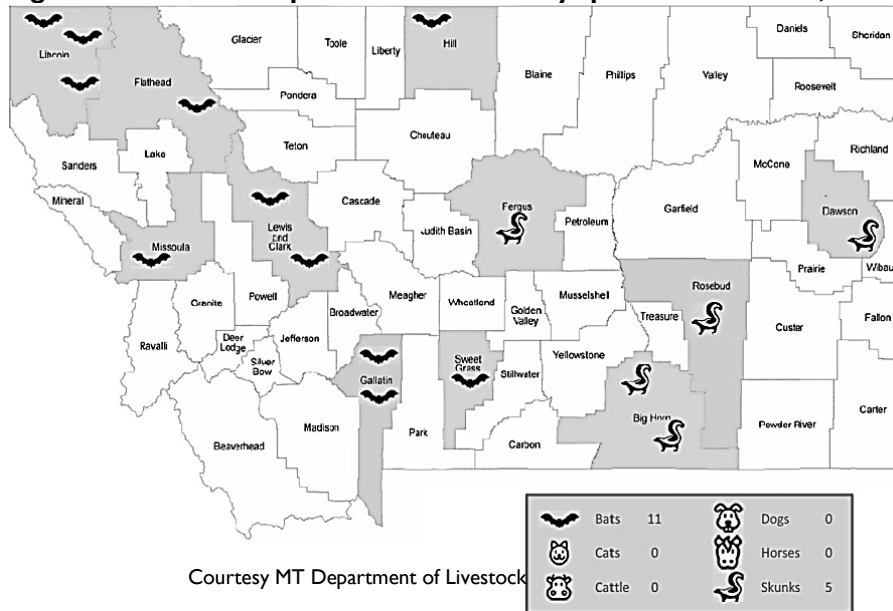 Glacier
Toole
Liberty
Hill
Blaine
Phillips
Valley
Daniels
Sheridan
Roosevelt
Lincoln
Flathead
Pondera
Teton
Chouteau
Richland
McCone
Sanders
Lake
Mineral
Missoula
Lewis
and
Clark
Cascade
Judith Basin
Fergus
Petroleum
Garfield
Dawson
Prairie
Wibau
Granite
Powell
Meagher
Wheatland
Golden
Valley
Musselshell
Treasure
Rosebud
Custer
Fallon
Ravalli
Deer
Lodge
Silver
Bow
Jefferson
Broadwater
Gallatin
Sweet
Grass
Stillwater
Yellowstone
Big Horn
Powder River
Carter
Beaverhead
Madison
Park
Carbon
Courtesy MT Department of Livestock
Bats 11
Dogs 0
Cats 0
Horses 0
Cattle 0
Skunks 5